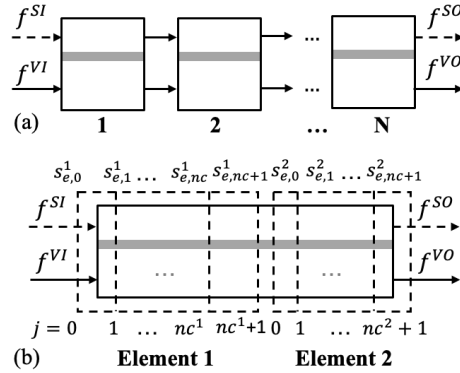 f^{SI} ... f^{SO}
f^{VI} ... f^{VO}
(a) 1 2 ... N
s^1_{e,0} s^1_{e,1} ... s^1_{e,nc} s^1_{e,nc+1} s^2_{e,0} s^2_{e,1} ... s^2_{e,nc+1}
f^{SI} f^{SO}
f^{VI} ... ... f^{VO}
j = 0 1 ... nc^1 nc^1+1 0 1 ... nc^2 + 1
(b) Element 1 Element 2